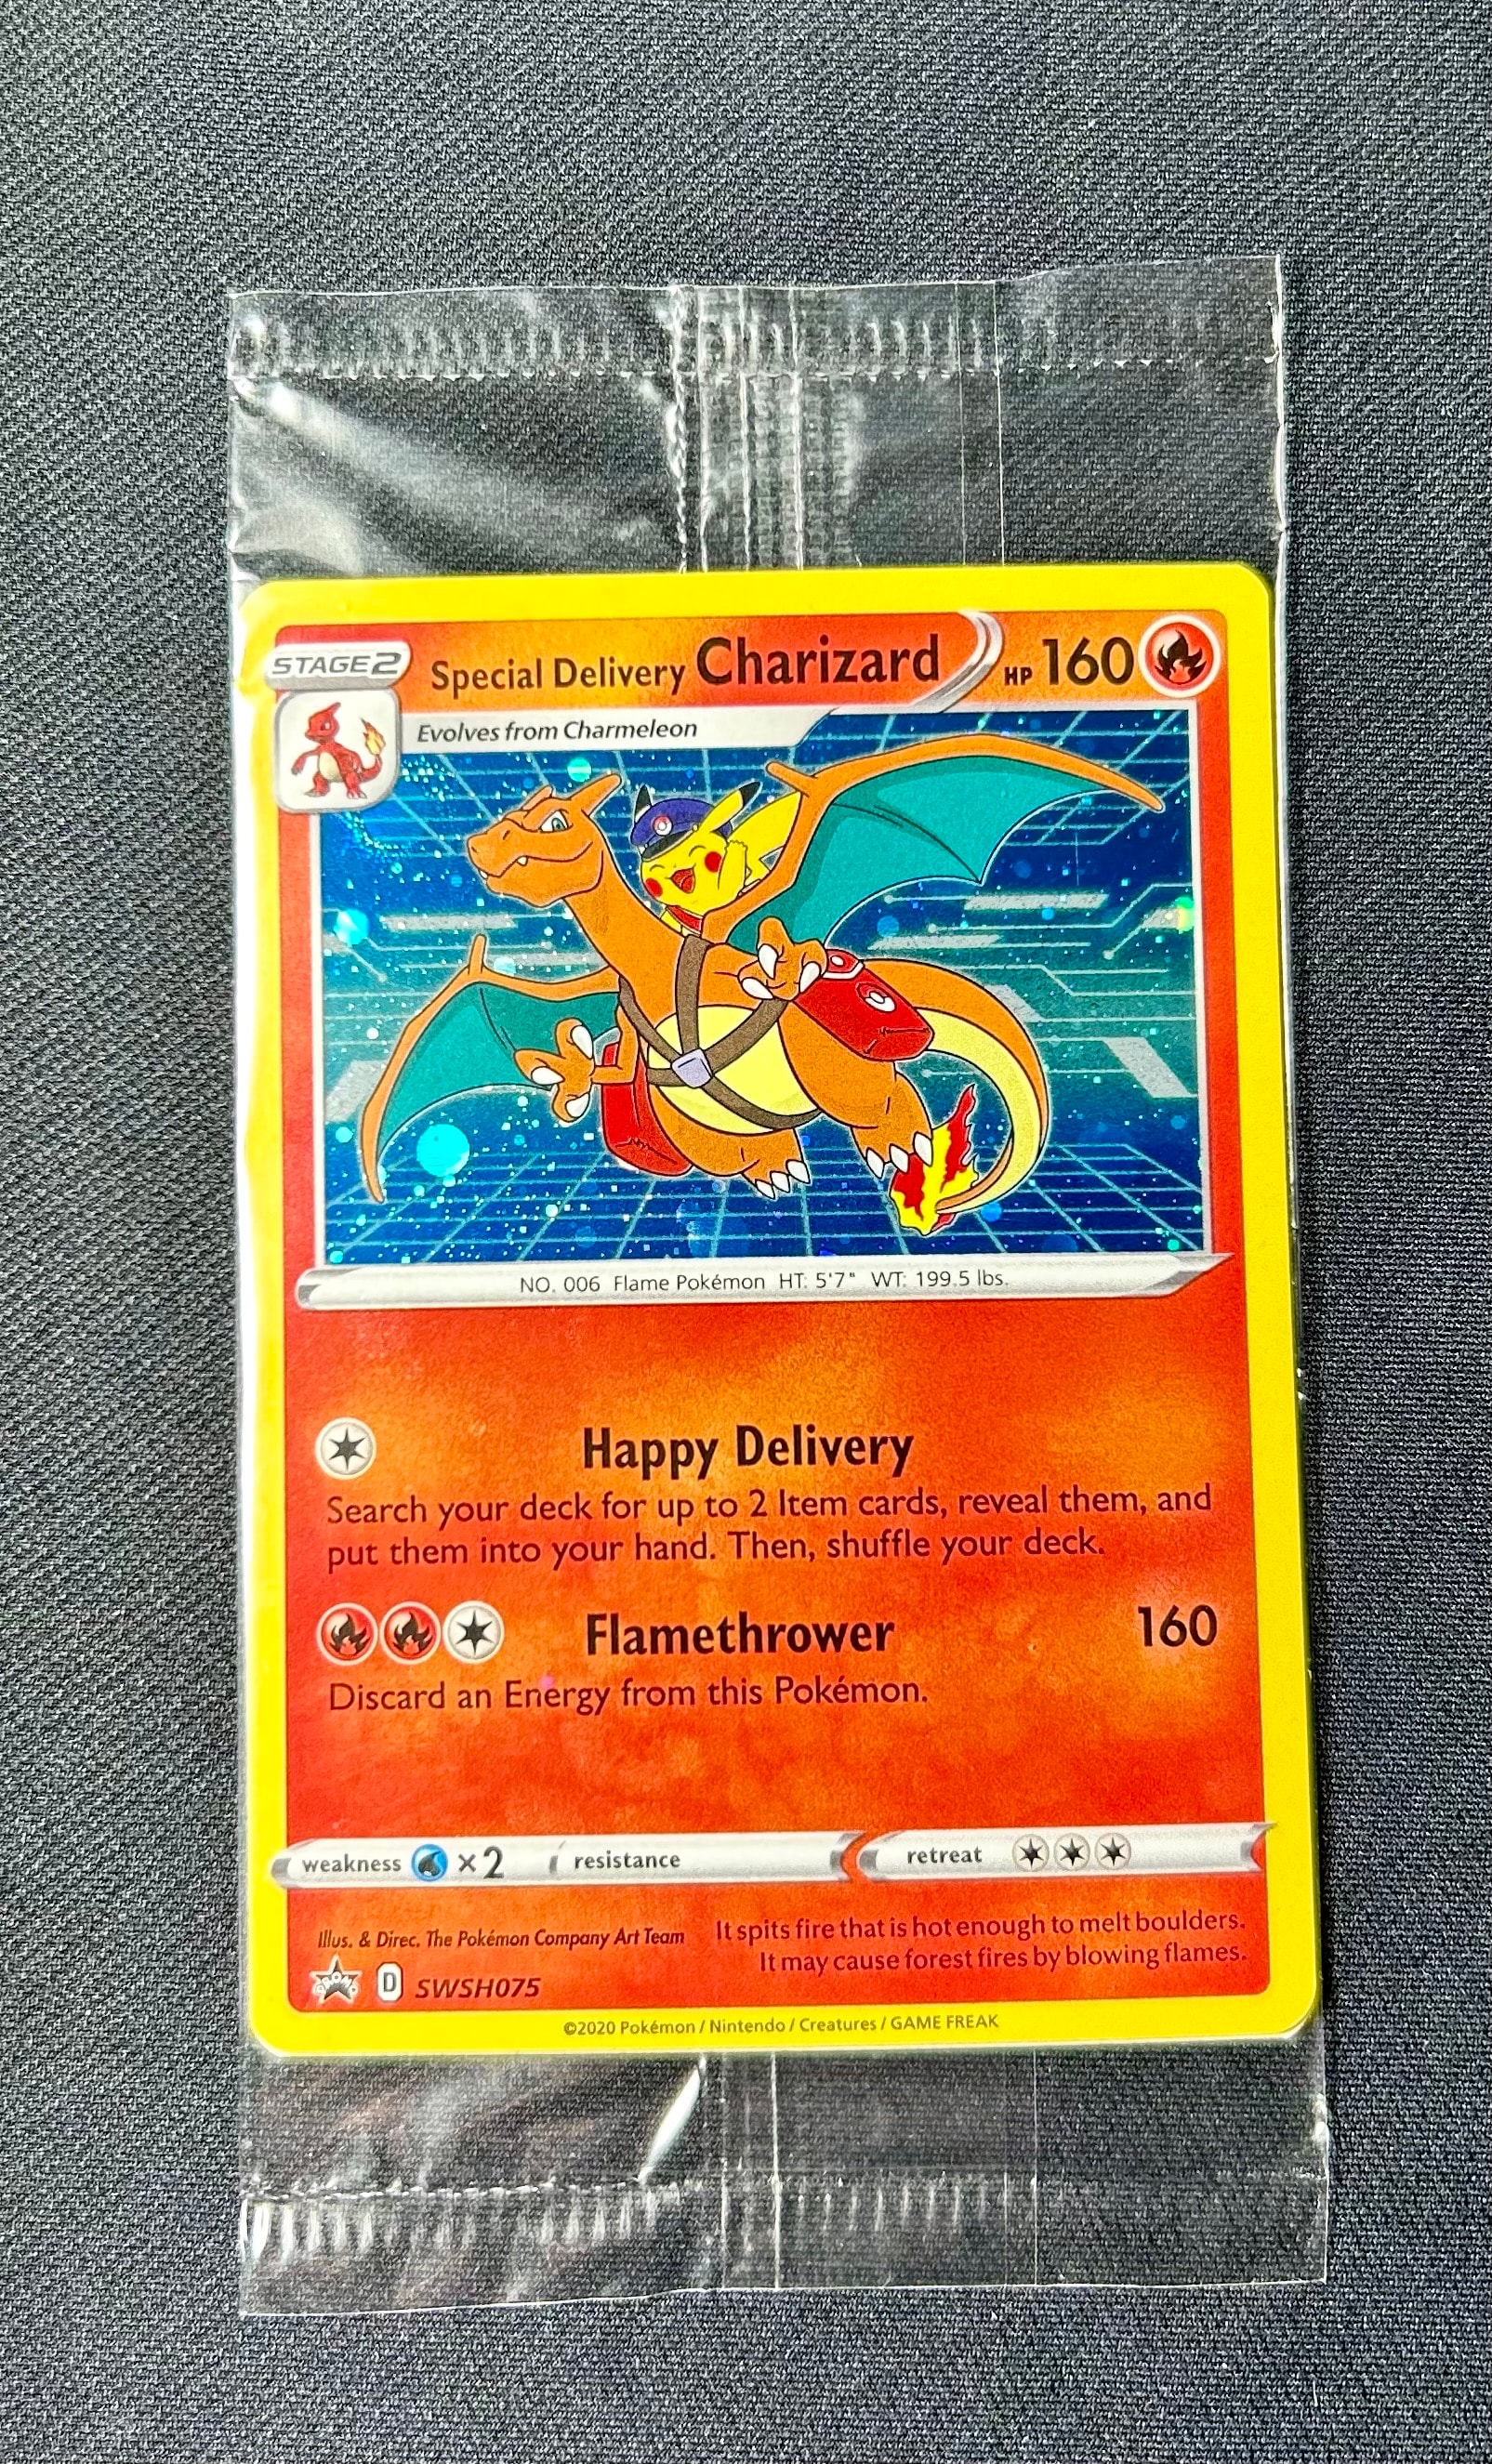 STAGE 2
Special Delivery Charizard HP 160
Evolves from Charmeleon
NO. 006 Flame Pokémon HT: 5'7" WT: 199.5 lbs.
Happy Delivery
Search your deck for up to 2 Item cards, reveal them, and
put them into your hand. Then, shuffle your deck.
Flamethrower 160
Discard an Energy from this Pokémon.
weakness ×2 resistance retreat
Illus. & Direc. The Pokémon Company Art Team
It spits fire that is hot enough to melt boulders.
It may cause forest fires by blowing flames.
PROMO D SWSH075
©2020 Pokémon / Nintendo / Creatures / GAME FREAK